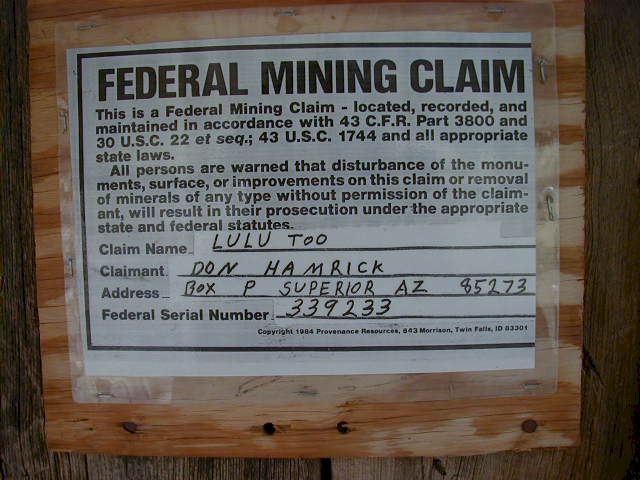 FEDERAL MINING CLAIM
This is a Federal Mining Claim - located, recorded, and
maintained in accordance with 43 C.F.R. Part 3800 and
30 U.S.C. 22 et seq.; 43 U.S.C. 1744 and all appropriate
state laws.
All persons are warned that disturbance of the monu-
ments, surface, or improvements on this claim or removal
of minerals of any type without permission of the claim-
ant, will result in their prosecution under the appropriate
state and federal statutes.
Claim Name LULU TOO
Claimant DON HAMRICK
Address BOX P SUPERIOR AZ 85273
Federal Serial Number 339233
Copyright 1984 Provenance Resources, 643 Morrison, Twin Falls, ID 83301